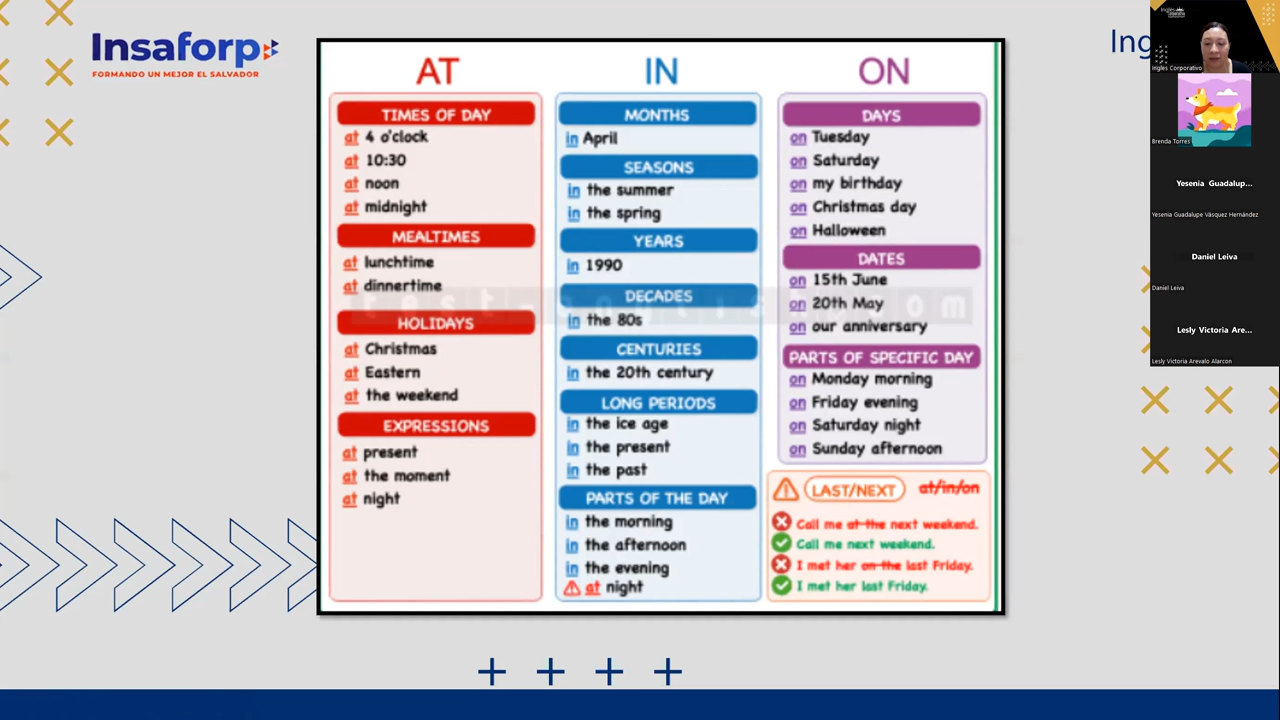 Insaforp
FORMANDO UN MEJOR EL SALVADOR
AT
TIMES OF DAY
at 4 o'clock
at 10:30
at noon
at midnight
MEALTIMES
at lunchtime
at dinnertime
HOLIDAYS
at Christmas
at Eastern
at the weekend
EXPRESSIONS
at present
at the moment
at night
IN
MONTHS
in April
SEASONS
in the summer
in the spring
YEARS
in 1990
DECADES
in the 80s
CENTURIES
in the 20th century
LONG PERIODS
in the ice age
in the present
in the past
PARTS OF THE DAY
in the morning
in the afternoon
in the evening
at night
ON
DAYS
on Tuesday
on Saturday
on my birthday
on Christmas day
on Halloween
DATES
on 15th June
on 20th May
on our anniversary
PARTS OF SPECIFIC DAY
on Monday morning
on Friday evening
on Saturday night
on Sunday afternoon
LAST/NEXT at/in/on
Call me at the next weekend.
Call me next weekend.
I met her on the last Friday.
I met her last Friday.
Ing
Inglés Corporativo
Brenda Torres
Yesenia Guadalup...
Yesenia Guadalupe Vásquez Hernández
Daniel Leiva
Daniel Leiva
Lesly Victoria Are...
Lesly Victoria Arevalo Alarcon